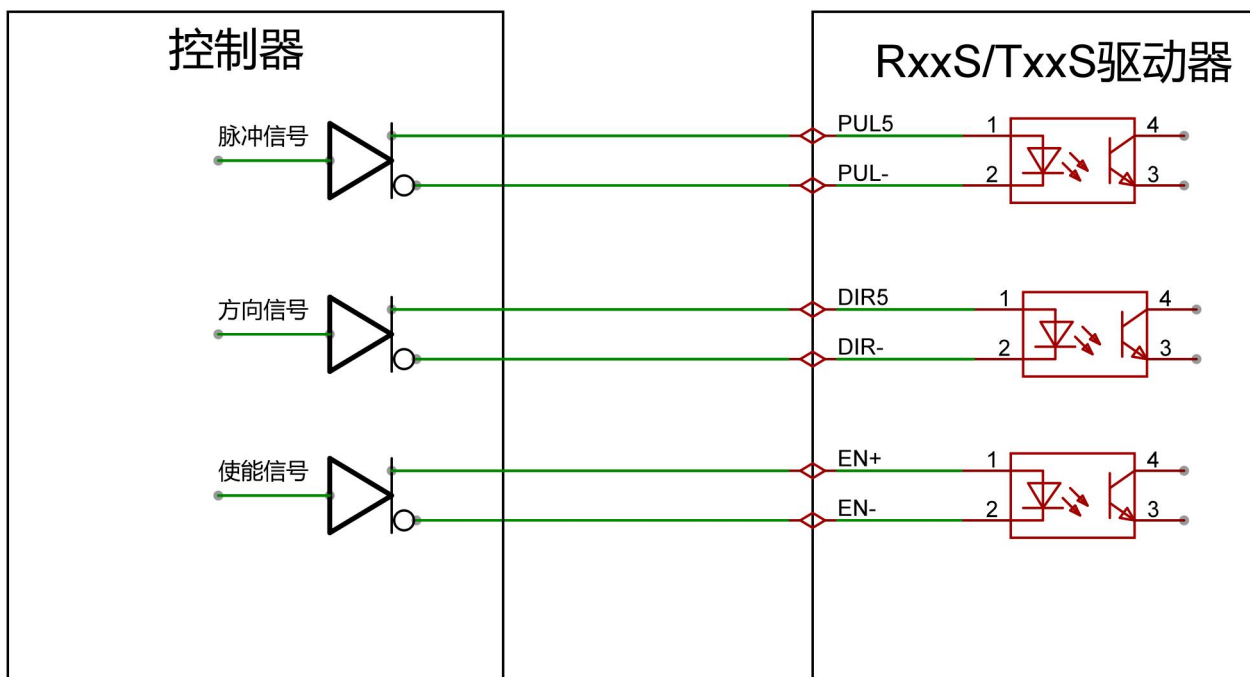 控制器
RxxS/TxxS驱动器
脉冲信号
PUL5
1
4
PUL-
2
3
方向信号
DIR5
1
4
DIR-
2
3
使能信号
EN+
1
4
EN-
2
3